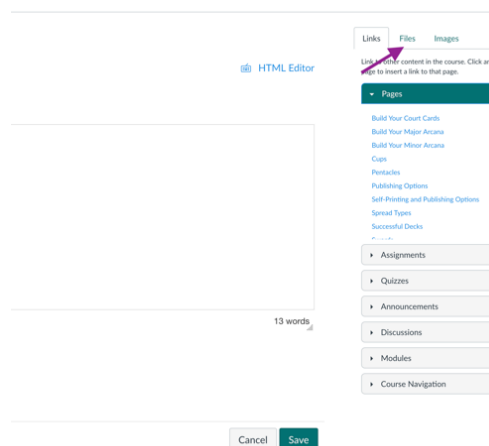 Links Files Images
Link to other content in the course. Click
page to insert a link to that page.
HTML Editor
Pages
Build Your Court Cards
Build Your Major Arcana
Build Your Minor Arcana
Cups
Pentacles
Publishing Options
Self-Printing and Publishing Options
Spread Types
Successful Decks
Assignments
Quizzes
Announcements
13 words
Discussions
Modules
Course Navigation
Cancel Save